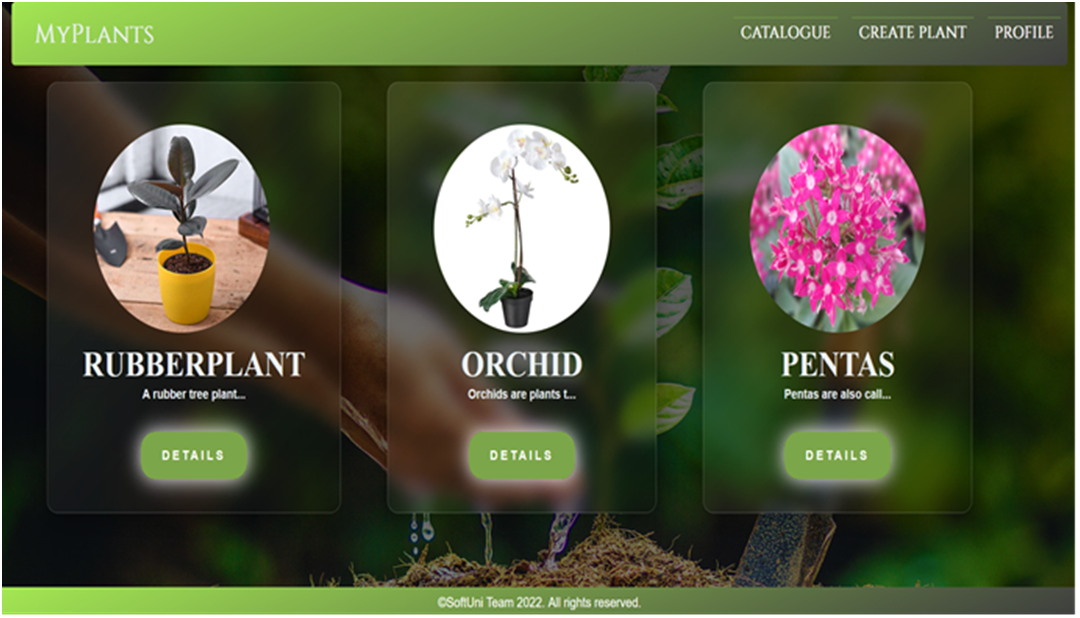 MyPlants
CATALOGUE CREATE PLANT PROFILE
RUBBERPLANT
A rubber tree plant...
DETAILS
ORCHID
Orchids are plants t...
DETAILS
PENTAS
Pentas are also call...
DETAILS
©SoftUni Team 2022. All rights reserved.